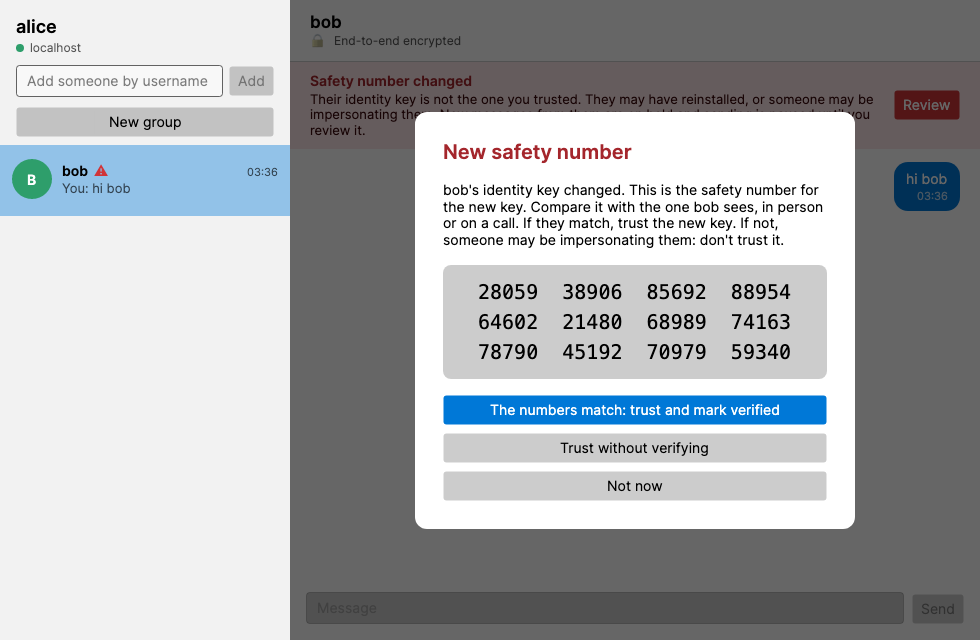 alice
localhost
Add someone by username
Add
New group
B
bob
03:36
You: hi bob
bob
End-to-end encrypted
Safety number changed
Their identity key is not the one you trusted. They may have reinstalled, or someone may be
impersonating
you
review it.
Review
hi bob
03:36
New safety number
bob's identity key changed. This is the safety number for
the new key. Compare it with the one bob sees, in person
or on a call. If they match, trust the new key. If not,
someone may be impersonating them: don't trust it.
28059 38906 85692 88954
64602 21480 68989 74163
78790 45192 70979 59340
The numbers match: trust and mark verified
Trust without verifying
Not now
Message
Send